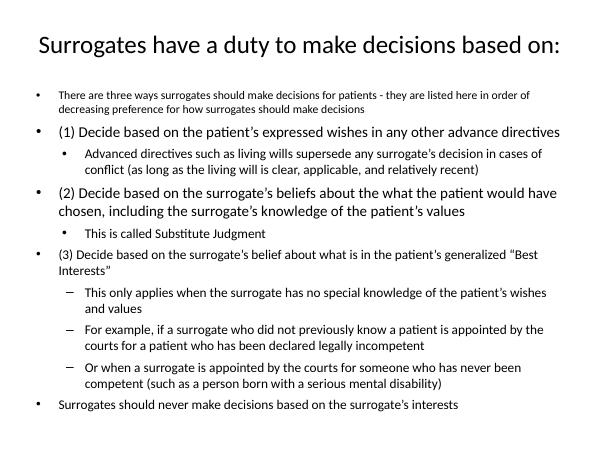 Surrogates have a duty to make decisions based on:
• There are three ways surrogates should make decisions for patients - they are listed here in order of
decreasing preference for how surrogates should make decisions
• (1) Decide based on the patient’s expressed wishes in any other advance directives
• Advanced directives such as living wills supersede any surrogate’s decision in cases of
conflict (as long as the living will is clear, applicable, and relatively recent)
• (2) Decide based on the surrogate’s beliefs about the what the patient would have
chosen, including the surrogate’s knowledge of the patient’s values
• This is called Substitute Judgment
• (3) Decide based on the surrogate’s belief about what is in the patient’s generalized “Best
Interests”
– This only applies when the surrogate has no special knowledge of the patient’s wishes
and values
– For example, if a surrogate who did not previously know a patient is appointed by the
courts for a patient who has been declared legally incompetent
– Or when a surrogate is appointed by the courts for someone who has never been
competent (such as a person born with a serious mental disability)
• Surrogates should never make decisions based on the surrogate’s interests